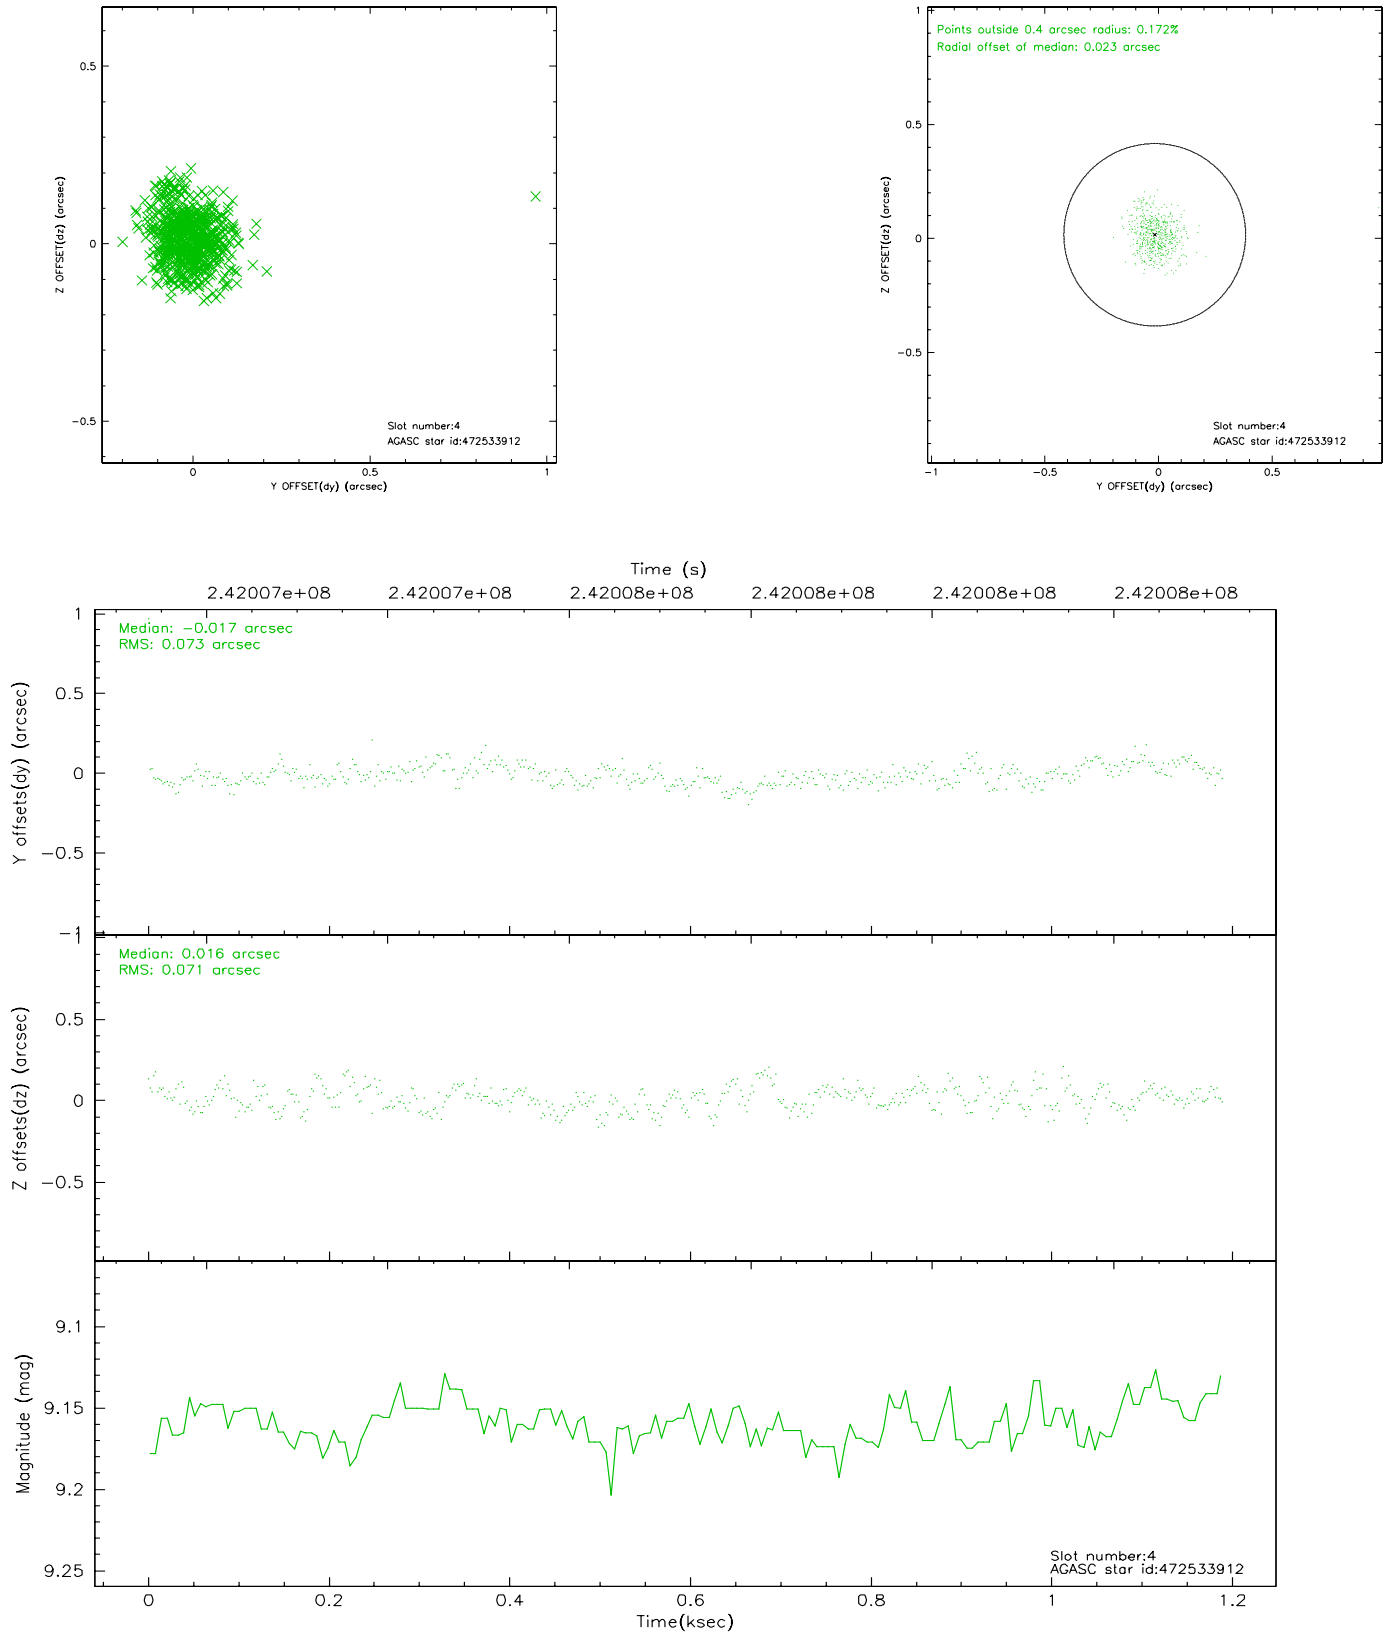 0.5
0
−0.5
0
0.5
1
Z OFFSET(dz) (arcsec)
Y OFFSET(dy) (arcsec)
Slot number:4
AGASC star id:472533912
Points outside 0.4 arcsec radius: 0.172%
Radial offset of median: 0.023 arcsec
1
0.5
0
−0.5
−1
−0.5
0
0.5
Z OFFSET(dz) (arcsec)
Y OFFSET(dy) (arcsec)
Slot number:4
AGASC star id:472533912
Time (s)
2.42007e+08 2.42007e+08 2.42008e+08 2.42008e+08 2.42008e+08 2.42008e+08
Median: −0.017 arcsec
RMS: 0.073 arcsec
1
0.5
0
−0.5
−1
Y offsets(dy) (arcsec)
Median: 0.016 arcsec
RMS: 0.071 arcsec
1
0.5
0
−0.5
Z offsets(dz) (arcsec)
9.1
9.15
9.2
9.25
Magnitude (mag)
Slot number:4
AGASC star id:472533912
0 0.2 0.4 0.6 0.8 1 1.2
Time(ksec)